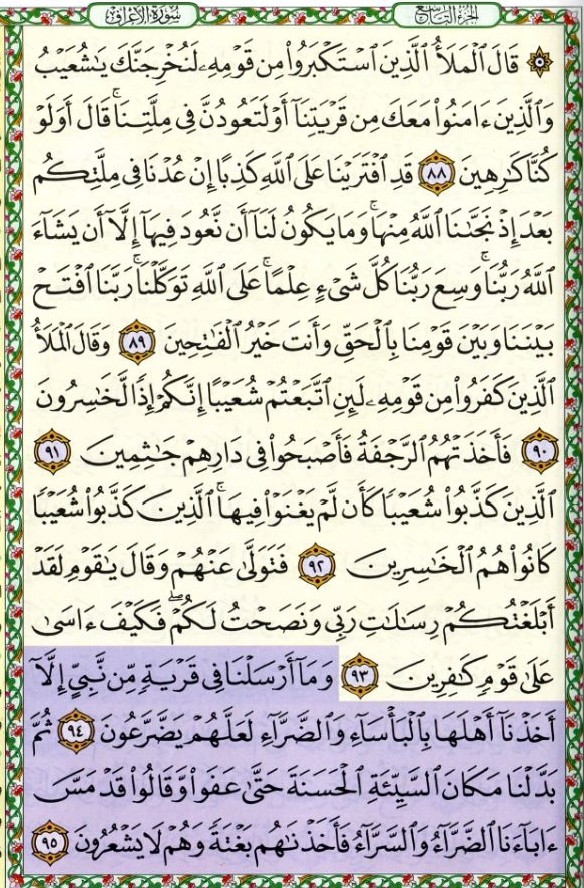 الجزء التاسع
سورة الأعراف
۞ قَالَ ٱلۡمَلَأُ ٱلَّذِينَ ٱسۡتَكۡبَرُواْ مِن قَوۡمِهِۦ لَنُخۡرِجَنَّكَ يَٰشُعَيۡبُ
وَٱلَّذِينَ ءَامَنُواْ مَعَكَ مِن قَرۡيَتِنَآ أَوۡ لَتَعُودُنَّ فِي مِلَّتِنَاۚ قَالَ أَوَلَوۡ
كُنَّا كَٰرِهِينَ ٨٨ قَدِ ٱفۡتَرَيۡنَا عَلَى ٱللَّهِ كَذِبًا إِنۡ عُدۡنَا فِي مِلَّتِكُم
بَعۡدَ إِذۡ نَجَّىٰنَا ٱللَّهُ مِنۡهَاۚ وَمَا يَكُونُ لَنَآ أَن نَّعُودَ فِيهَآ إِلَّآ أَن يَشَآءَ
ٱللَّهُ رَبُّنَاۚ وَسِعَ رَبُّنَا كُلَّ شَيۡءٍ عِلۡمًاۚ عَلَى ٱللَّهِ تَوَكَّلۡنَاۚ رَبَّنَا ٱفۡتَحۡ
بَيۡنَنَا وَبَيۡنَ قَوۡمِنَا بِٱلۡحَقِّ وَأَنتَ خَيۡرُ ٱلۡفَٰتِحِينَ ٨٩ وَقَالَ ٱلۡمَلَأُ
ٱلَّذِينَ كَفَرُواْ مِن قَوۡمِهِۦ لَئِنِ ٱتَّبَعۡتُمۡ شُعَيۡبًا إِنَّكُمۡ إِذٗا لَّخَٰسِرُونَ
٩٠ فَأَخَذَتۡهُمُ ٱلرَّجۡفَةُ فَأَصۡبَحُواْ فِي دَارِهِمۡ جَٰثِمِينَ ٩١
ٱلَّذِينَ كَذَّبُواْ شُعَيۡبٗا كَأَن لَّمۡ يَغۡنَوۡاْ فِيهَاۚ ٱلَّذِينَ كَذَّبُواْ شُعَيۡبٗا
كَانُواْ هُمُ ٱلۡخَٰسِرِينَ ٩٢ فَتَوَلَّىٰ عَنۡهُمۡ وَقَالَ يَٰقَوۡمِ لَقَدۡ
أَبۡلَغۡتُكُمۡ رِسَٰلَٰتِ رَبِّي وَنَصَحۡتُ لَكُمۡۖ فَكَيۡفَ ءَاسَىٰ
عَلَىٰ قَوۡمٖ كَٰفِرِينَ ٩٣ وَمَآ أَرۡسَلۡنَا فِي قَرۡيَةٖ مِّن نَّبِيٍّ إِلَّآ
أَخَذۡنَآ أَهۡلَهَا بِٱلۡبَأۡسَآءِ وَٱلضَّرَّآءِ لَعَلَّهُمۡ يَضَّرَّعُونَ ٩٤ ثُمَّ
بَدَّلۡنَا مَكَانَ ٱلسَّيِّئَةِ ٱلۡحَسَنَةَ حَتَّىٰ عَفَواْ وَّقَالُواْ قَدۡ مَسَّ
ءَابَآءَنَا ٱلضَّرَّآءُ وَٱلسَّرَّآءُ فَأَخَذۡنَٰهُم بَغۡتَةٗ وَهُمۡ لَا يَشۡعُرُونَ ٩٥